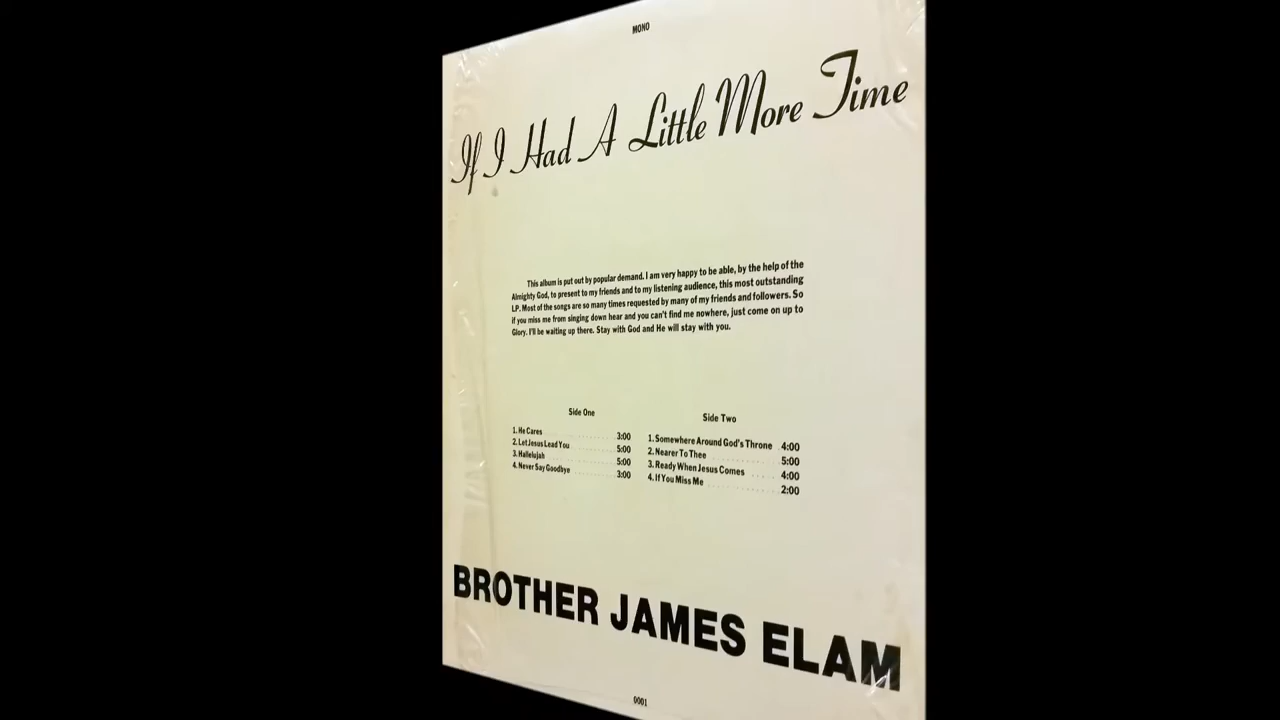 MONO
If I Had A Little More Time
This album is put out by popular demand. I am very happy to be able, by the help of the
Almighty God, to present to my friends and to my listening audience, this most outstanding
LP. Most of the songs are so many times requested by many of my friends and followers. So
if you miss me from singing down hear and you can't find me nowhere, just come on up to
Glory. I'll be waiting up there. Stay with God and He will stay with you.
Side One
1. He Cares 3:00
2. Let Jesus Lead You 5:00
3. Hallelujah 5:00
4. Never Say Goodbye 3:00
Side Two
1. Somewhere Around God's Throne 4:00
2. Nearer To Thee 5:00
3. Ready When Jesus Comes 4:00
4. If You Miss Me 2:00
BROTHER JAMES ELAM
0001